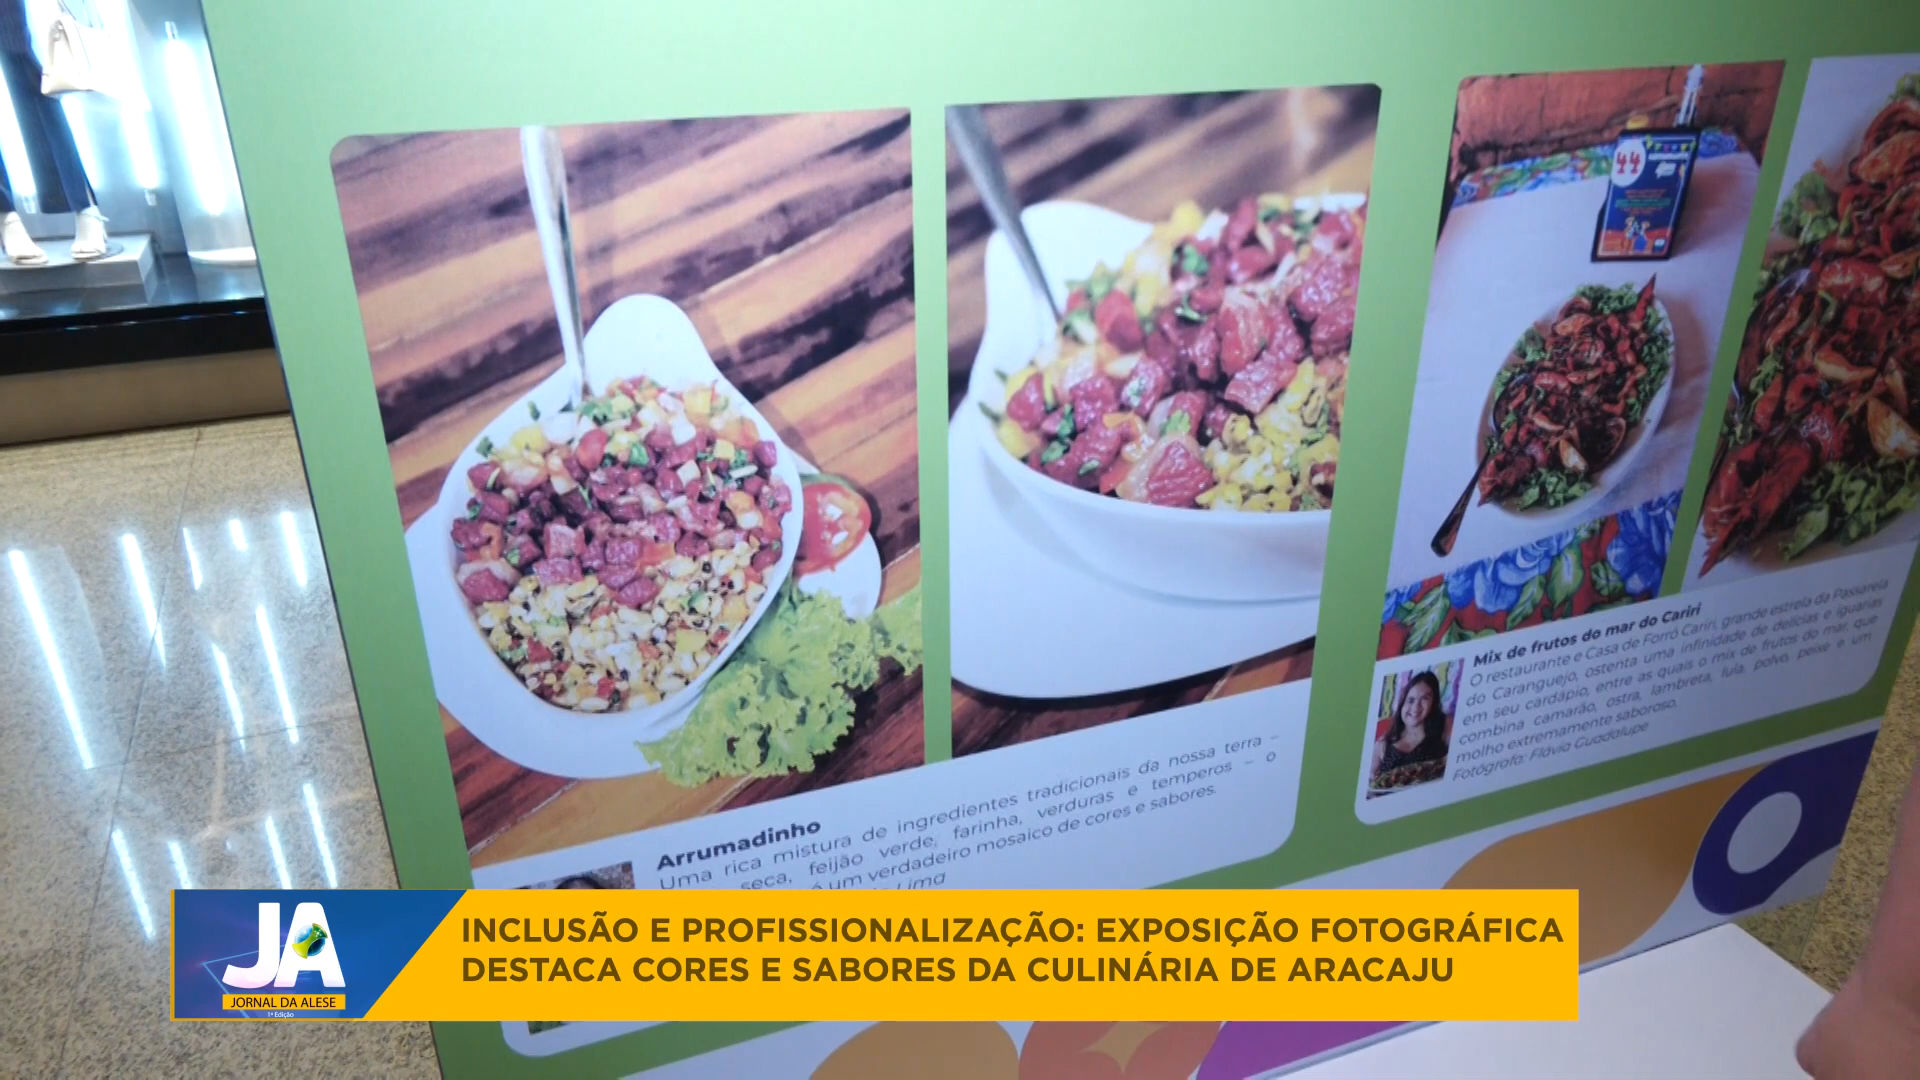 44
Mix de frutos do mar do Cariri
O restaurante e Casa de Forró Cariri, grande estrela da Passarela
do Caranguejo, ostenta uma infinidade de delícias e iguarias
em seu cardápio, entre as quais o mix de frutos do mar, que
combina camarão, ostra, lambreta, lula, polvo, peixe e um
molho extremamente saboroso.
Fotógrafa: Flávia Guadalupe
Arrumadinho
Uma rica mistura de ingredientes tradicionais da nossa terra –
seca, feijão verde, farinha, verduras e temperos – o
é um verdadeiro mosaico de cores e sabores.
Lima
JA
JORNAL DA ALESE
1ª Edição
INCLUSÃO E PROFISSIONALIZAÇÃO: EXPOSIÇÃO FOTOGRÁFICA
DESTACA CORES E SABORES DA CULINÁRIA DE ARACAJU